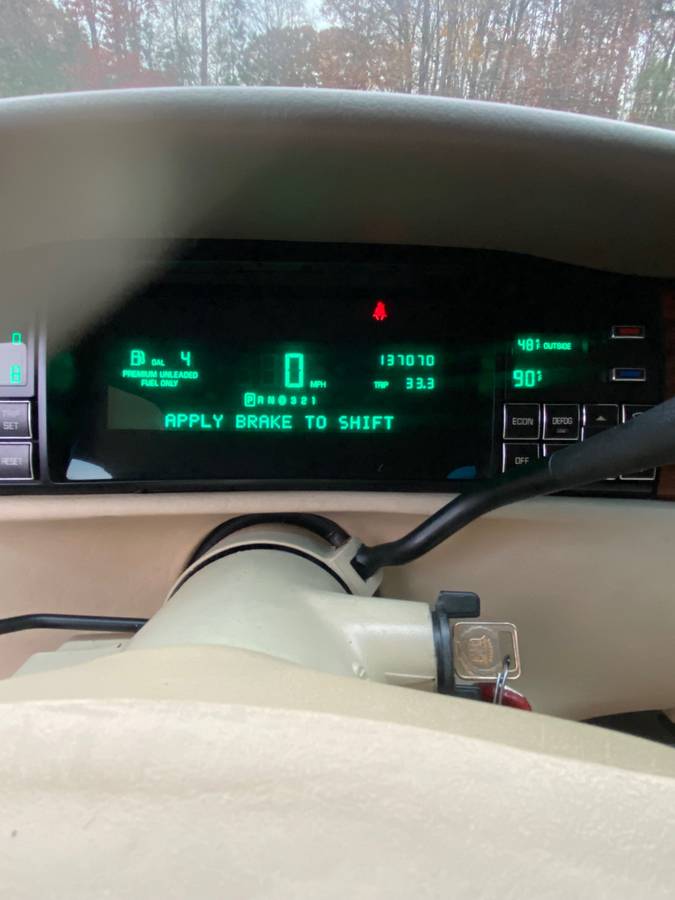 GAL 4
PREMIUM UNLEADED
FUEL ONLY
0 MPH
137070
TRIP 33.3
P R N D 3 2 1
APPLY BRAKE TO SHIFT
48°F OUTSIDE
90°F
TRIP
SET
RESET
ECON
DEFOG
OFF